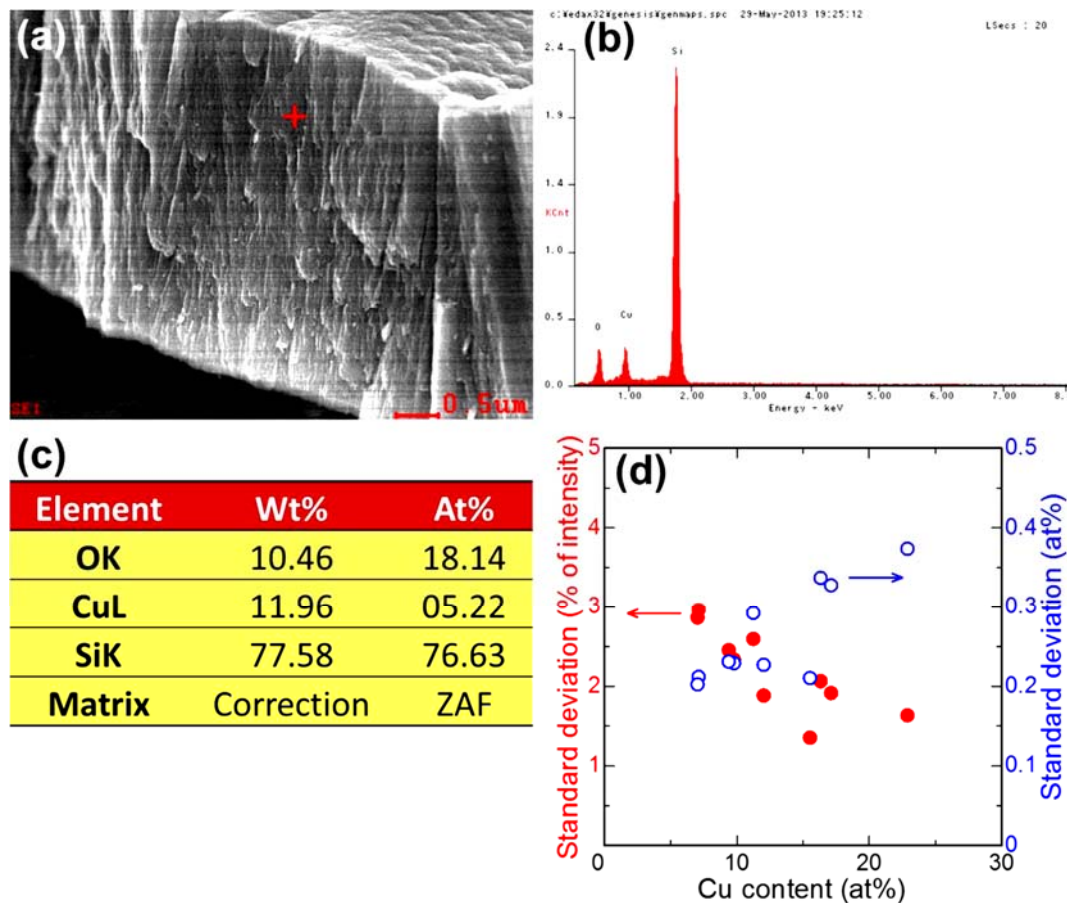 (a)
SE1
0.5um
c:¥edax32¥genesis¥genmaps.spc 29-May-2013 19:25:12
LSecs : 20
(b)
Si
2.4
1.9
1.4
KCnt
1.0
0.5
0.0
O
Cu
1.00 2.00 3.00 4.00 5.00 6.00 7.00 8.
Energy - keV
(c)
Element Wt% At%
OK 10.46 18.14
CuL 11.96 05.22
SiK 77.58 76.63
Matrix Correction ZAF
(d)
Standard deviation (% of intensity)
5
4
3
2
1
0 10 20 30
Cu content (at%)
0.5
0.4
0.3
0.2
0.1
0
Standard deviation (at%)